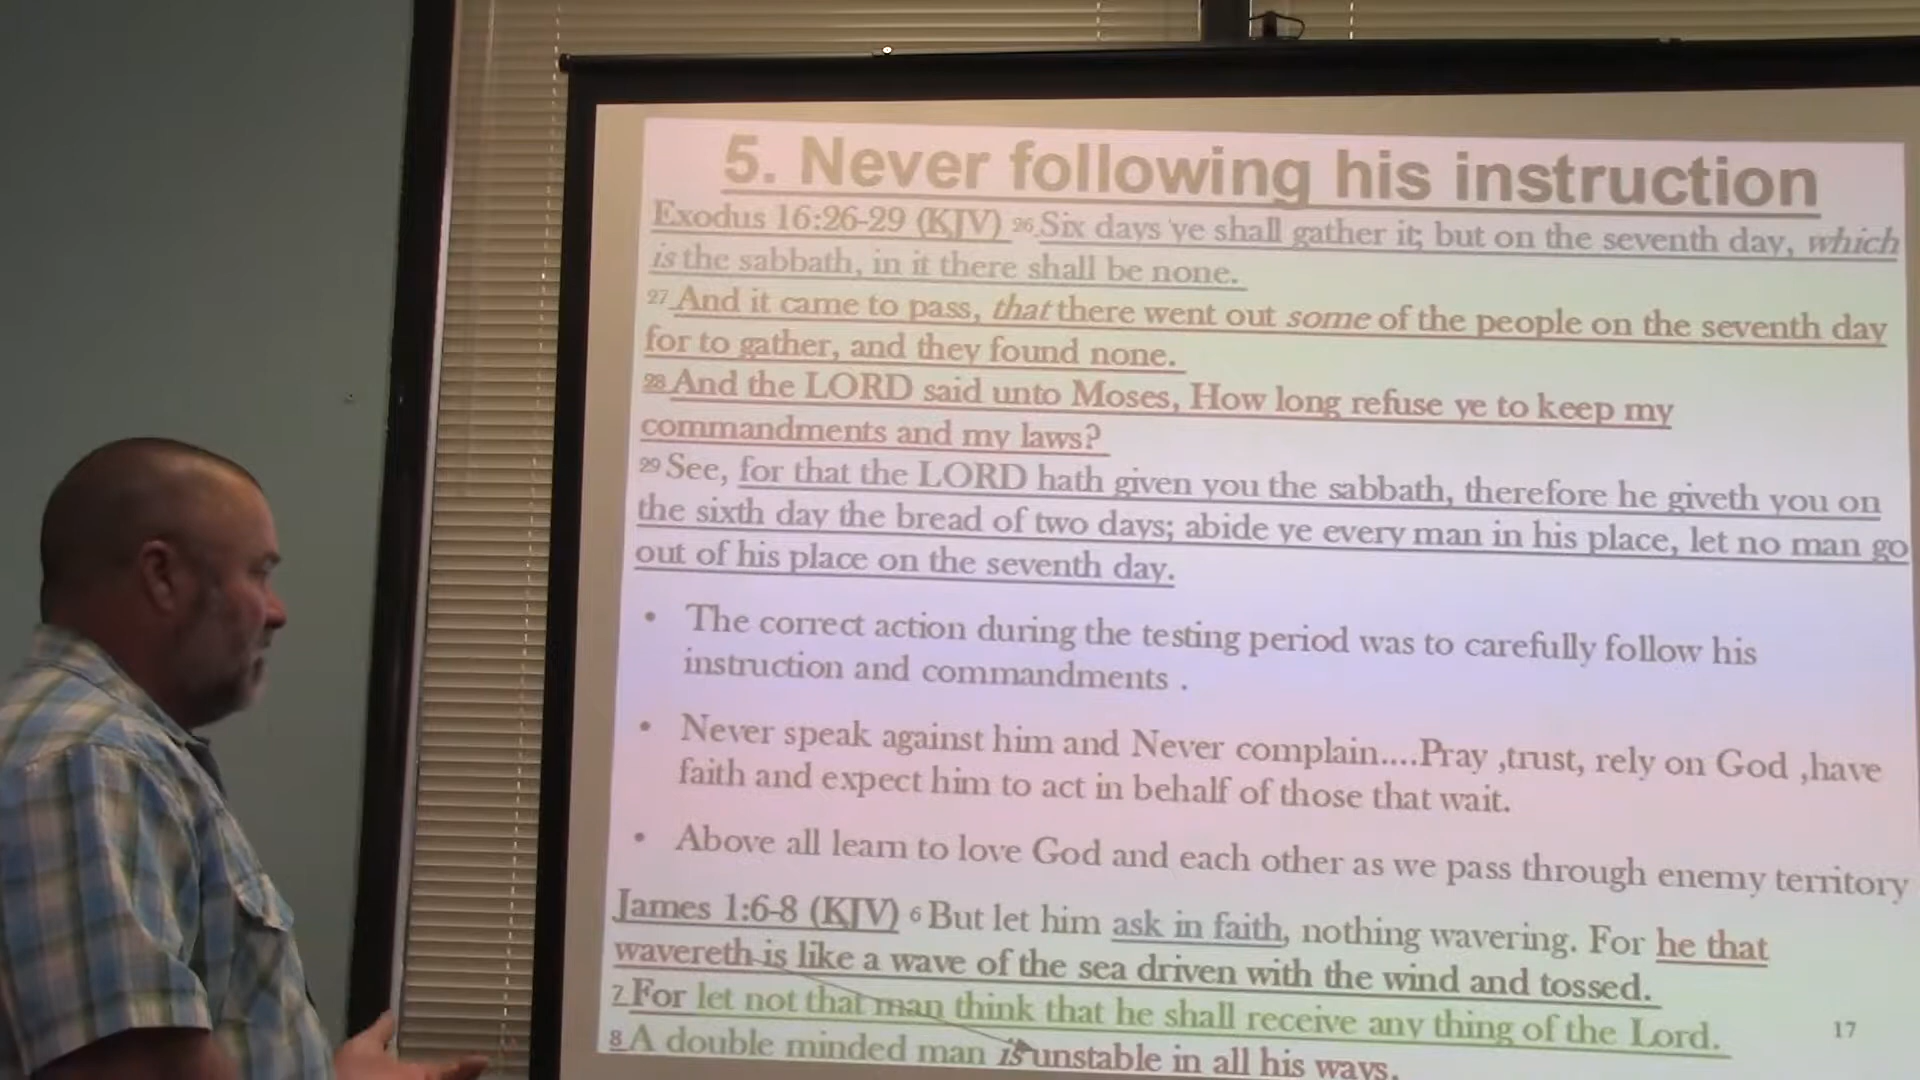 5. Never following his instruction
Exodus 16:26-29 (KJV) 26 Six days ye shall gather it; but on the seventh day, which
is the sabbath, in it there shall be none.
27 And it came to pass, that there went out some of the people on the seventh day
for to gather, and they found none.
28 And the LORD said unto Moses, How long refuse ye to keep my
commandments and my laws?
29 See, for that the LORD hath given you the sabbath, therefore he giveth you on
the sixth day the bread of two days; abide ye every man in his place, let no man go
out of his place on the seventh day.
• The correct action during the testing period was to carefully follow his
instruction and commandments .
• Never speak against him and Never complain....Pray ,trust, rely on God ,have
faith and expect him to act in behalf of those that wait.
• Above all learn to love God and each other as we pass through enemy territory
James 1:6-8 (KJV) 6 But let him ask in faith, nothing wavering. For he that
wavereth is like a wave of the sea driven with the wind and tossed.
7 For let not that man think that he shall receive any thing of the Lord.
8 A double minded man is unstable in all his ways.
17